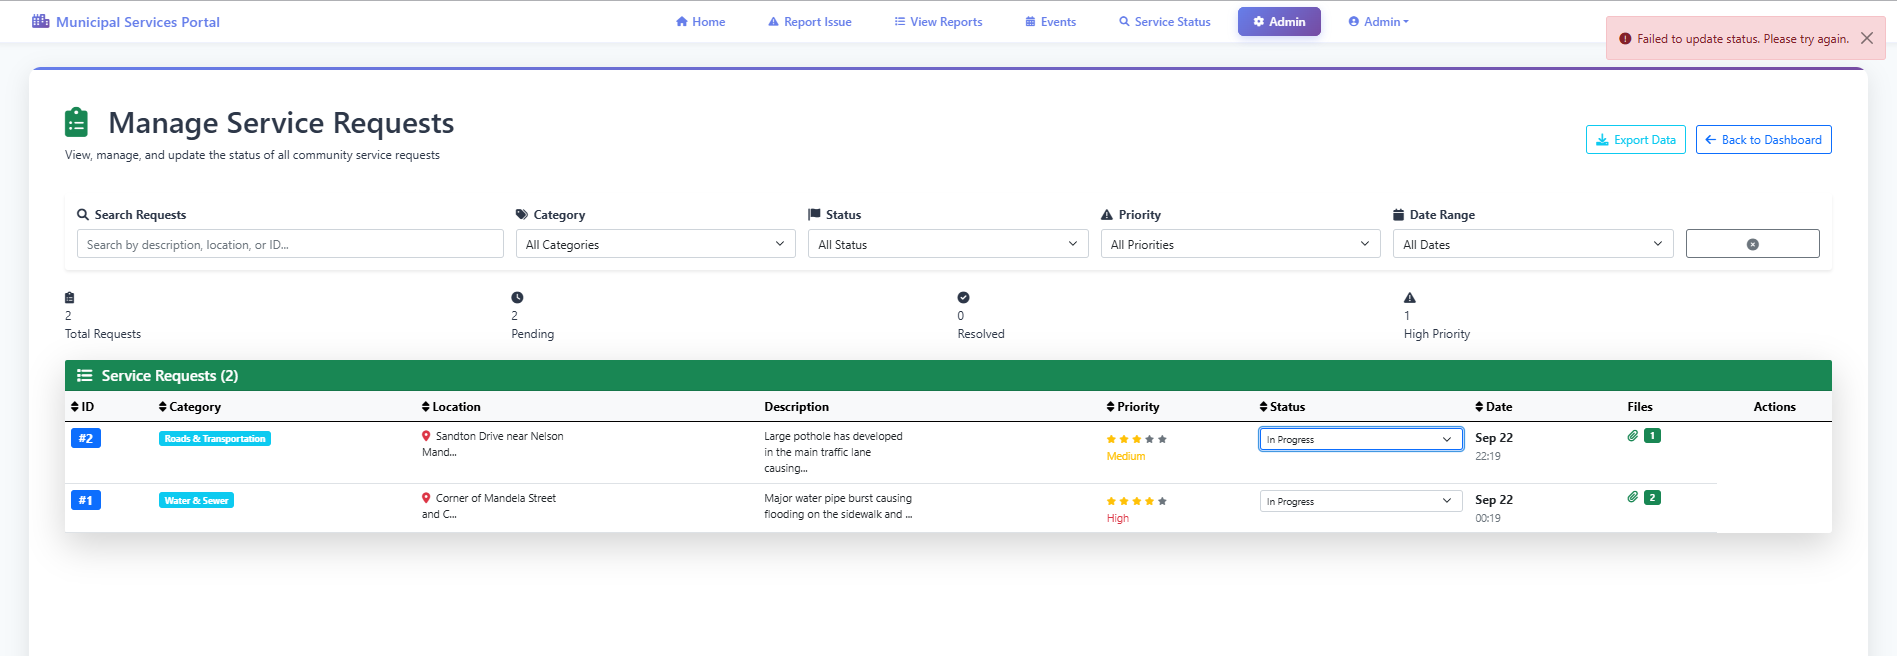 Municipal Services Portal
Home
Report Issue
View Reports
Events
Service Status
Admin
Admin
Failed to update status. Please try again.
Manage Service Requests
View, manage, and update the status of all community service requests
Export Data
Back to Dashboard
Search Requests
Category
Status
Priority
Date Range
Search by description, location, or ID...
All Categories
All Status
All Priorities
All Dates
2
Total Requests
2
Pending
0
Resolved
1
High Priority
Service Requests (2)
ID
Category
Location
Description
Priority
Status
Date
Files
Actions
#2
Roads & Transportation
Sandton Drive near Nelson
Mand...
Large pothole has developed
in the main traffic lane
causing...
Medium
In Progress
Sep 22
22:19
1
#1
Water & Sewer
Corner of Mandela Street
and C...
Major water pipe burst causing
flooding on the sidewalk and ...
High
In Progress
Sep 22
00:19
2